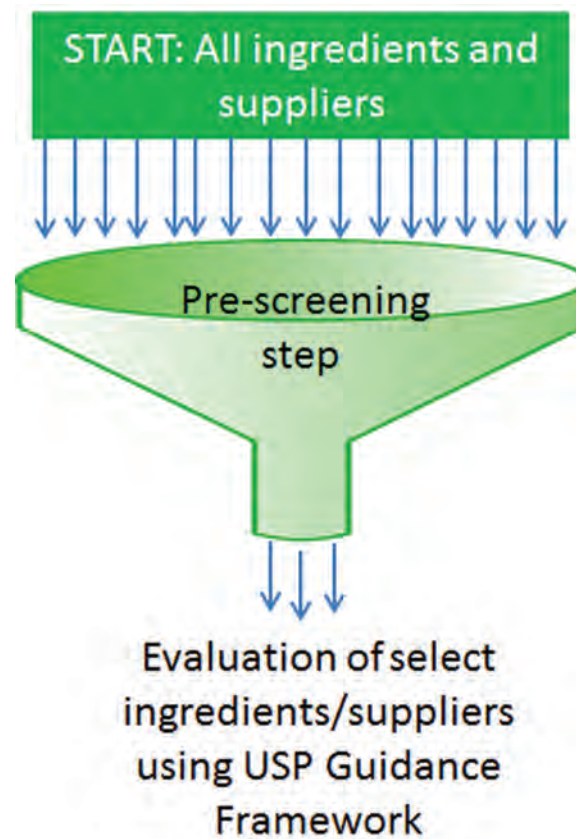 START: All ingredients and
suppliers
Pre-screening
step
Evaluation of select
ingredients/suppliers
using USP Guidance
Framework